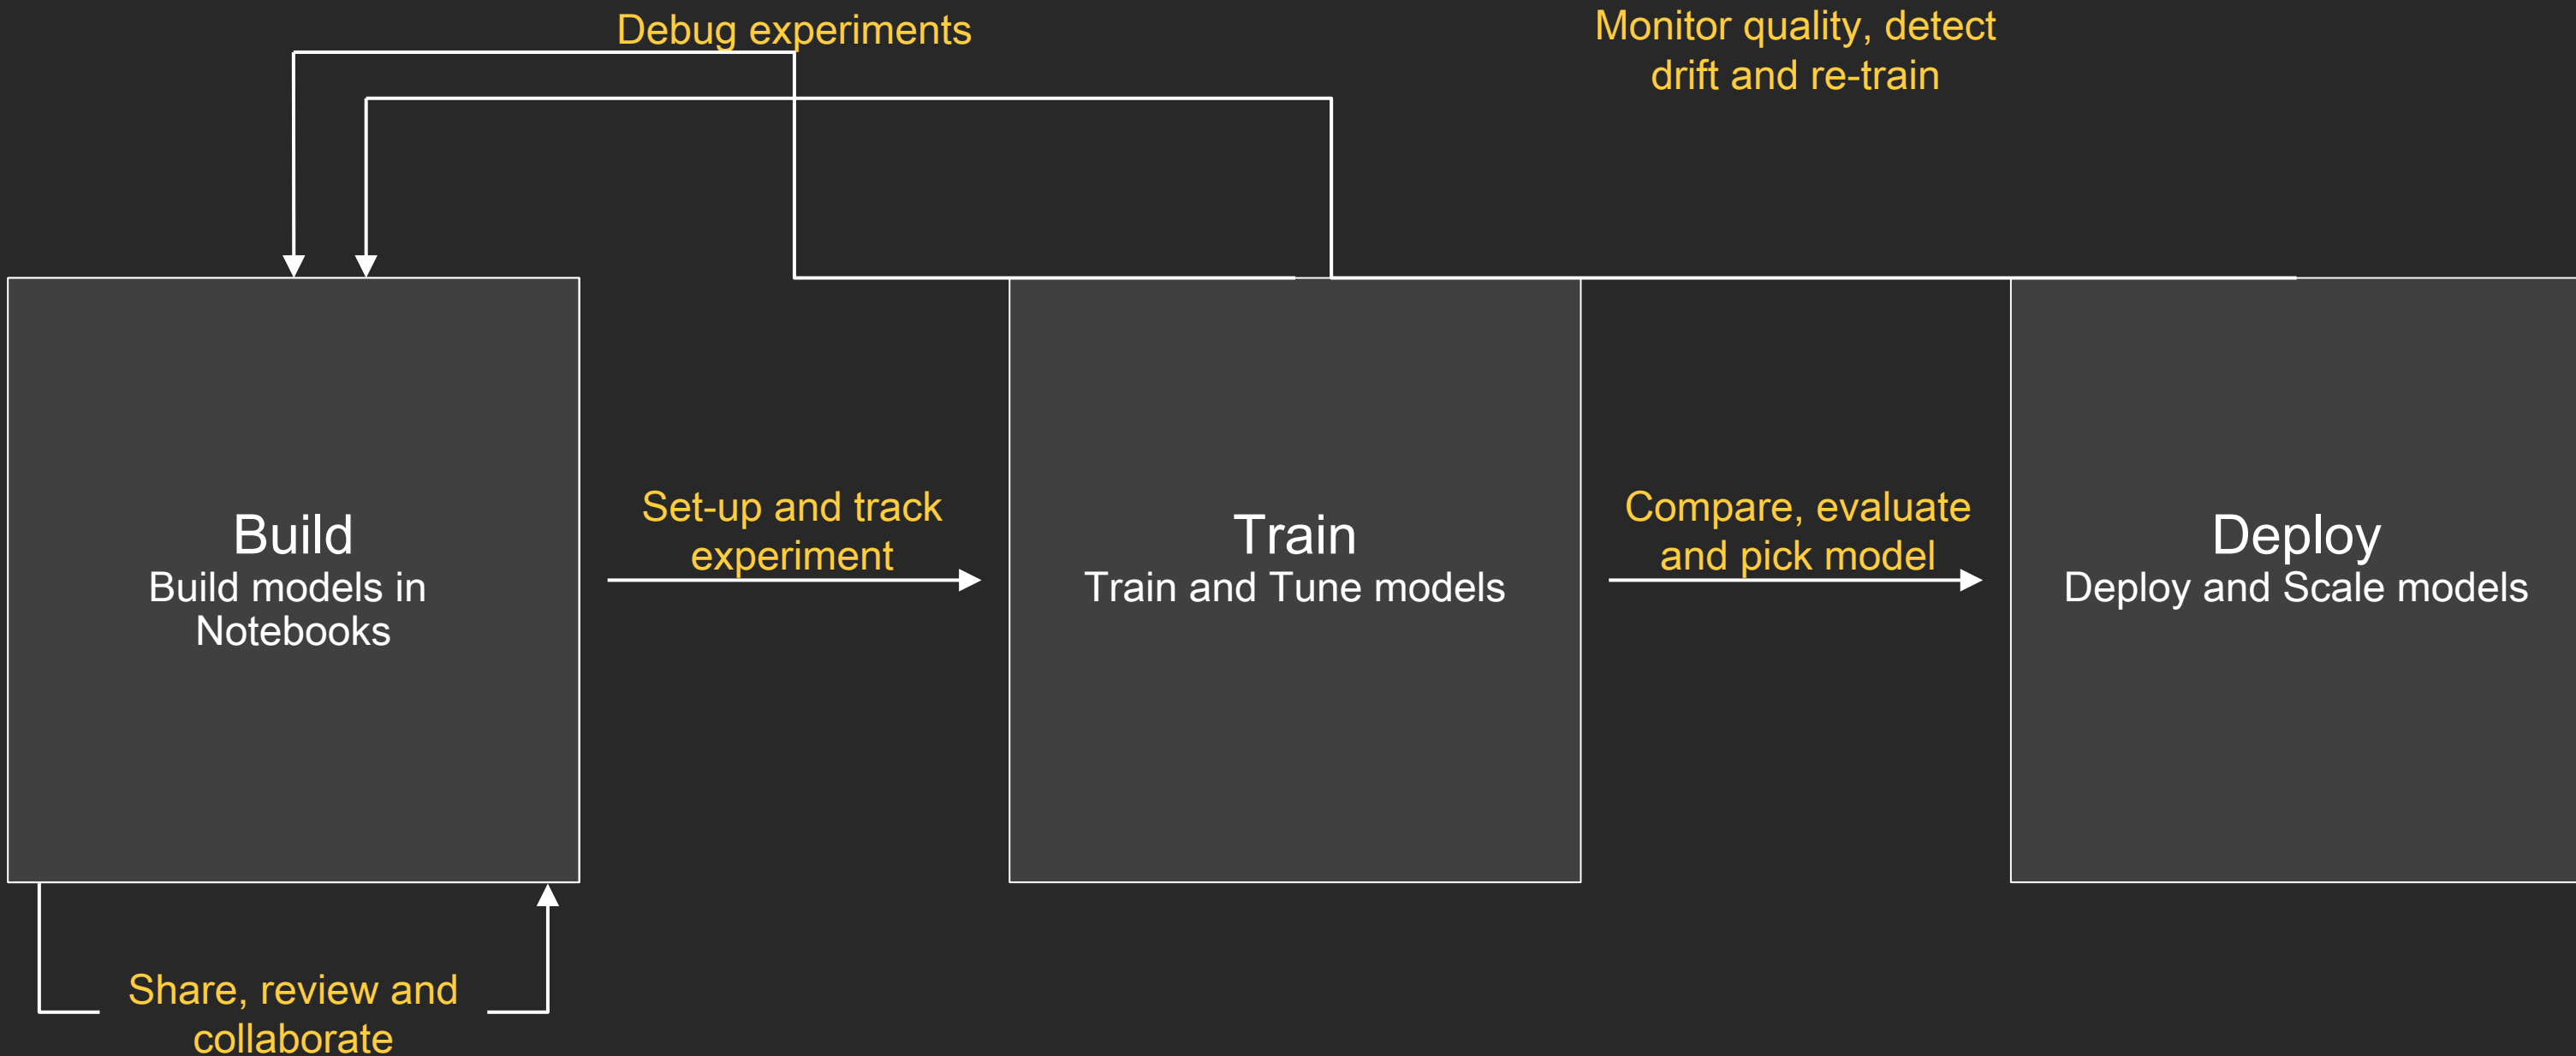 Debug experiments
Monitor quality, detect
drift and re-train
Build
Build models in
Notebooks
Set-up and track
experiment
Train
Train and Tune models
Compare, evaluate
and pick model
Deploy
Deploy and Scale models
Share, review and
collaborate